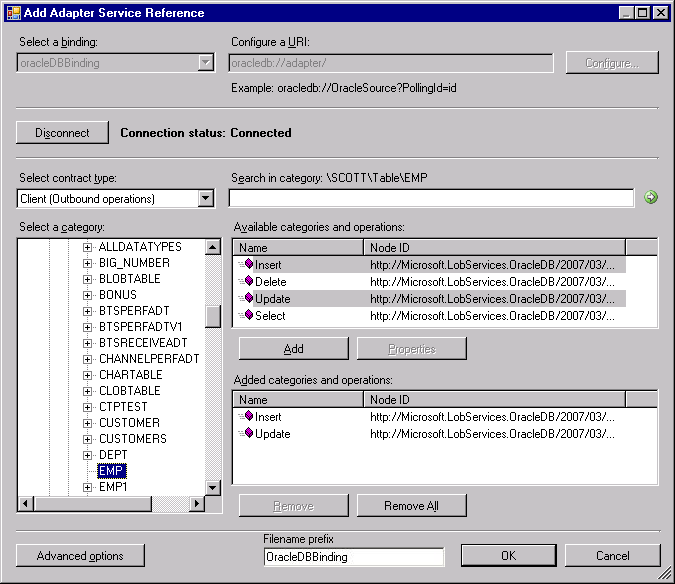 Add Adapter Service Reference
Select a binding:
Configure a URI:
oracleDBBinding
oracledb://adapter/
Configure...
Example: oracledb://OracleSource?PollingId=id
Disconnect
Connection status: Connected
Select contract type:
Search in category: \SCOTT\Table\EMP
Client (Outbound operations)
Select a category:
Available categories and operations:
ALLDATATYPES
BIG_NUMBER
BLOBTABLE
BONUS
BTSPERFADT
BTSPERFADTV1
BTSRECEIVEADT
CHANNELPERFADT
CHARTABLE
CLOBTABLE
CTPTEST
CUSTOMER
CUSTOMERS
DEPT
EMP
EMP1
Name Node ID
Insert http://Microsoft.LobServices.OracleDB/2007/03/...
Delete http://Microsoft.LobServices.OracleDB/2007/03/...
Update http://Microsoft.LobServices.OracleDB/2007/03/...
Select http://Microsoft.LobServices.OracleDB/2007/03/...
Add
Properties
Added categories and operations:
Name Node ID
Insert http://Microsoft.LobServices.OracleDB/2007/03/...
Update http://Microsoft.LobServices.OracleDB/2007/03/...
Remove
Remove All
Filename prefix
Advanced options
OracleDBBinding
OK
Cancel